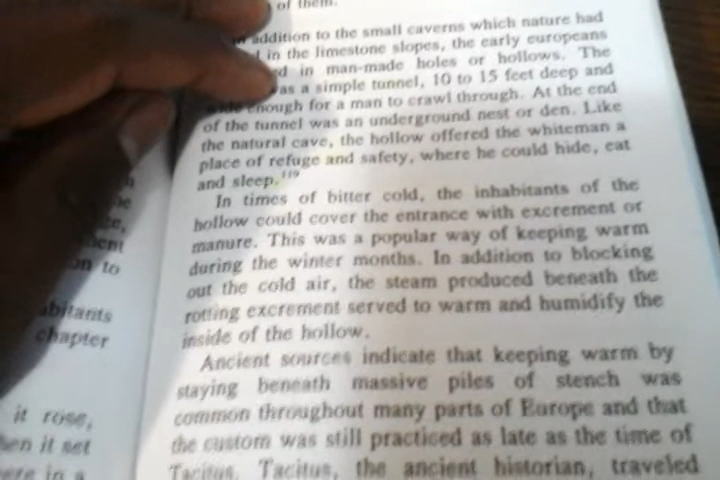 of them.
addition to the small caverns which nature had
in the limestone slopes, the early europeans
in man-made holes or hollows. The
was a simple tunnel, 10 to 15 feet deep and
wide enough for a man to crawl through. At the end
of the tunnel was an underground nest or den. Like
the natural cave, the hollow offered the whiteman a
place of refuge and safety, where he could hide, eat
and sleep.119
In times of bitter cold, the inhabitants of the
hollow could cover the entrance with excrement or
manure. This was a popular way of keeping warm
during the winter months. In addition to blocking
out the cold air, the steam produced beneath the
rotting excrement served to warm and humidify the
inside of the hollow.
Ancient sources indicate that keeping warm by
staying beneath massive piles of stench was
common throughout many parts of Europe and that
the custom was still practiced as late as the time of
Tacitus. Tacitus, the ancient historian, traveled
on to
chapter
it rose,
it set
in a